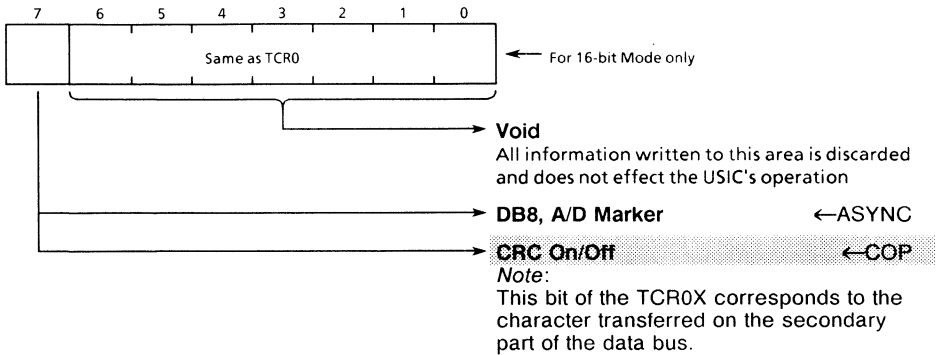 7 6 5 4 3 2 1 0
Same as TCR0
For 16-bit Mode only
Void
All information written to this area is discarded
and does not effect the USIC's operation
DB8, A/D Marker ←ASYNC
CRC On/Off ←COP
Note:
This bit of the TCR0X corresponds to the
character transferred on the secondary
part of the data bus.